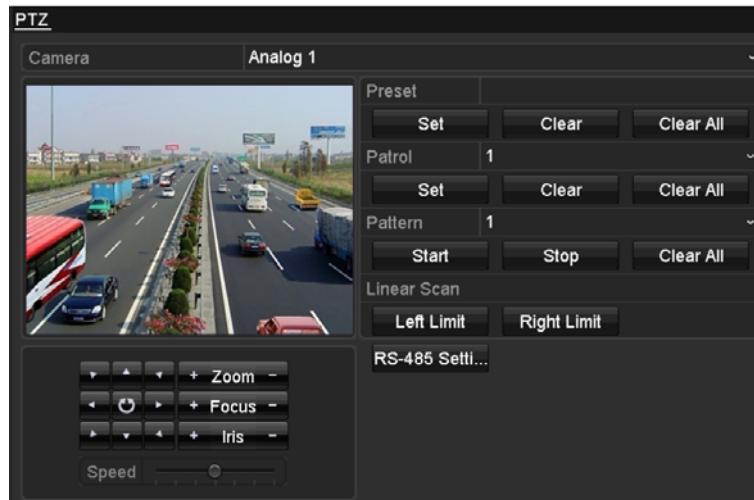 PTZ
Camera Analog 1
Preset
Set Clear Clear All
Patrol 1
Set Clear Clear All
Pattern 1
Start Stop Clear All
Linear Scan
Left Limit Right Limit
RS-485 Setti...
+ Zoom -
+ Focus -
+ Iris -
Speed